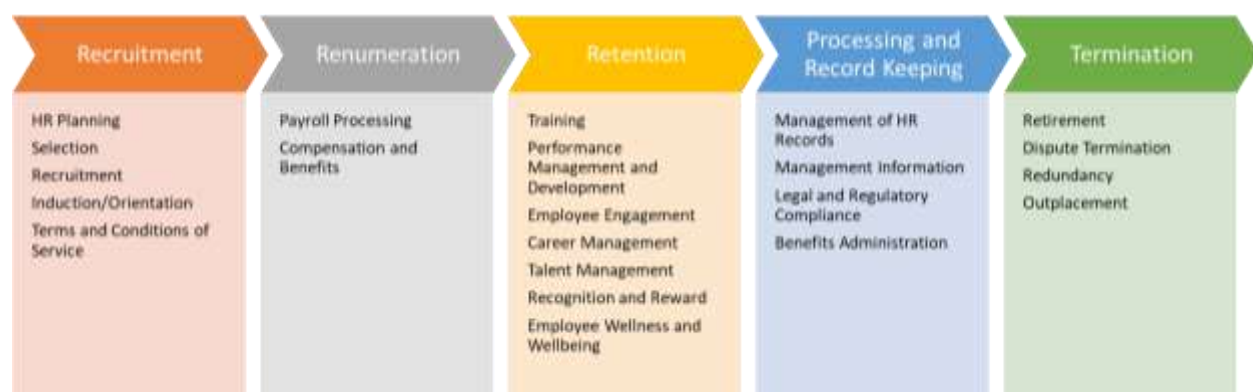 Recruitment
HR Planning
Selection
Recruitment
Induction/Orientation
Terms and Conditions of
Service
Renumeration
Payroll Processing
Compensation and
Benefits
Retention
Training
Performance
Management and
Development
Employee Engagement
Career Management
Talent Management
Recognition and Reward
Employee Wellness and
Wellbeing
Processing and
Record Keeping
Management of HR
Records
Management Information
Legal and Regulatory
Compliance
Benefits Administration
Termination
Retirement
Dispute Termination
Redundancy
Outplacement